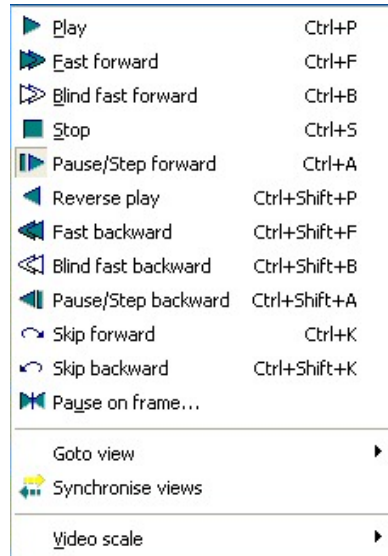 Play Ctrl+P
Fast forward Ctrl+F
Blind fast forward Ctrl+B
Stop Ctrl+S
Pause/Step forward Ctrl+A
Reverse play Ctrl+Shift+P
Fast backward Ctrl+Shift+F
Blind fast backward Ctrl+Shift+B
Pause/Step backward Ctrl+Shift+A
Skip forward Ctrl+K
Skip backward Ctrl+Shift+K
Pause on frame...
Goto view
Synchronise views
Video scale